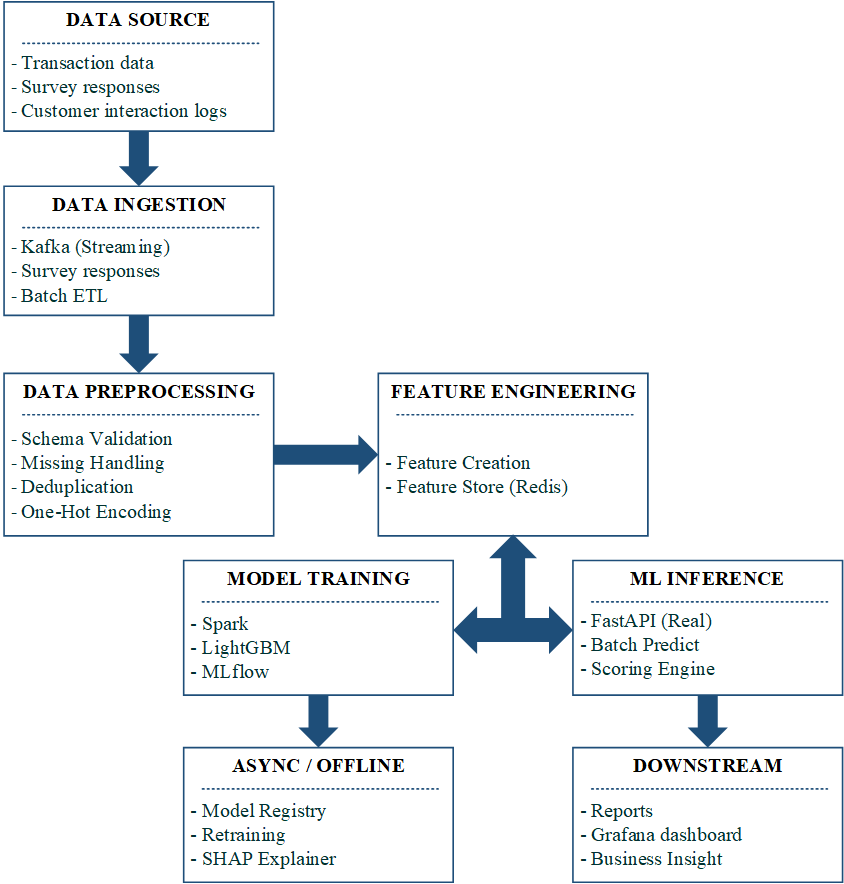 DATA SOURCE
- Transaction data
- Survey responses
- Customer interaction logs
DATA INGESTION
- Kafka (Streaming)
- Survey responses
- Batch ETL
DATA PREPROCESSING
- Schema Validation
- Missing Handling
- Deduplication
- One-Hot Encoding
FEATURE ENGINEERING
- Feature Creation
- Feature Store (Redis)
MODEL TRAINING
- Spark
- LightGBM
- MLflow
ML INFERENCE
- FastAPI (Real)
- Batch Predict
- Scoring Engine
ASYNC / OFFLINE
- Model Registry
- Retraining
- SHAP Explainer
DOWNSTREAM
- Reports
- Grafana dashboard
- Business Insight